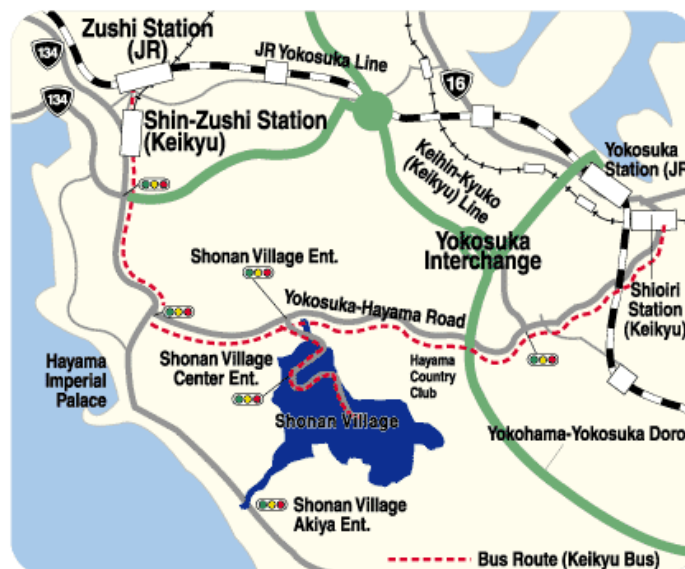 Zushi Station
(JR)
134
JR Yokosuka Line
16
134
Shin-Zushi Station
(Keikyu)
Keihin-Kyuko
(Keikyu) Line
Yokosuka
Station (JR
Shonan Village Ent.
Yokosuka
Interchange
Yokosuka-Hayama Road
Shioiri
Station
(Keikyu)
Hayama
Imperial
Palace
Shonan Village
Center Ent.
Hayama
Country
Club
Shonan Village
Yokohama-Yokosuka Doro
Shonan Village
Akiya Ent.
Bus Route (Keikyu Bus)